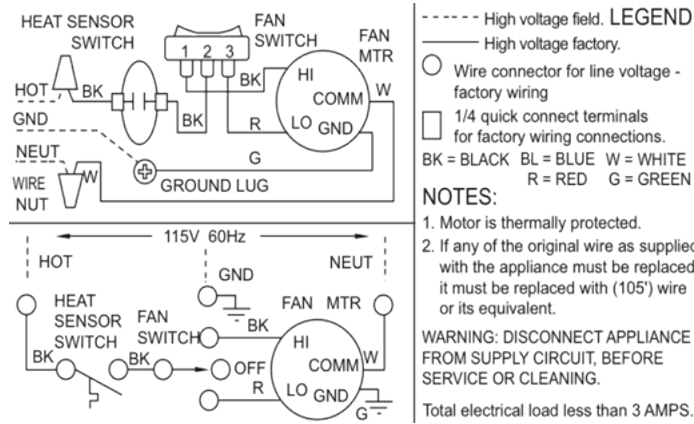 HEAT SENSOR
SWITCH
FAN
SWITCH
FAN
MTR
1 2 3
HOT
BK
BK
BK
HI
COMM
W
GND
R
LO GND
NEUT
G
WIRE
NUT
W
GROUND LUG
115V 60Hz
HOT
GND
NEUT
HEAT
SENSOR
SWITCH
FAN
SWITCH
FAN MTR
BK
HI
BK
BK
OFF
COMM
W
R
LO GND
G
High voltage field. LEGEND
High voltage factory.
Wire connector for line voltage -
factory wiring
1/4 quick connect terminals
for factory wiring connections.
BK = BLACK BL = BLUE W = WHITE
R = RED G = GREEN
NOTES:
1. Motor is thermally protected.
2. If any of the original wire as supplied
with the appliance must be replaced
it must be replaced with (105') wire
or its equivalent.
WARNING: DISCONNECT APPLIANCE
FROM SUPPLY CIRCUIT, BEFORE
SERVICE OR CLEANING.
Total electrical load less than 3 AMPS.